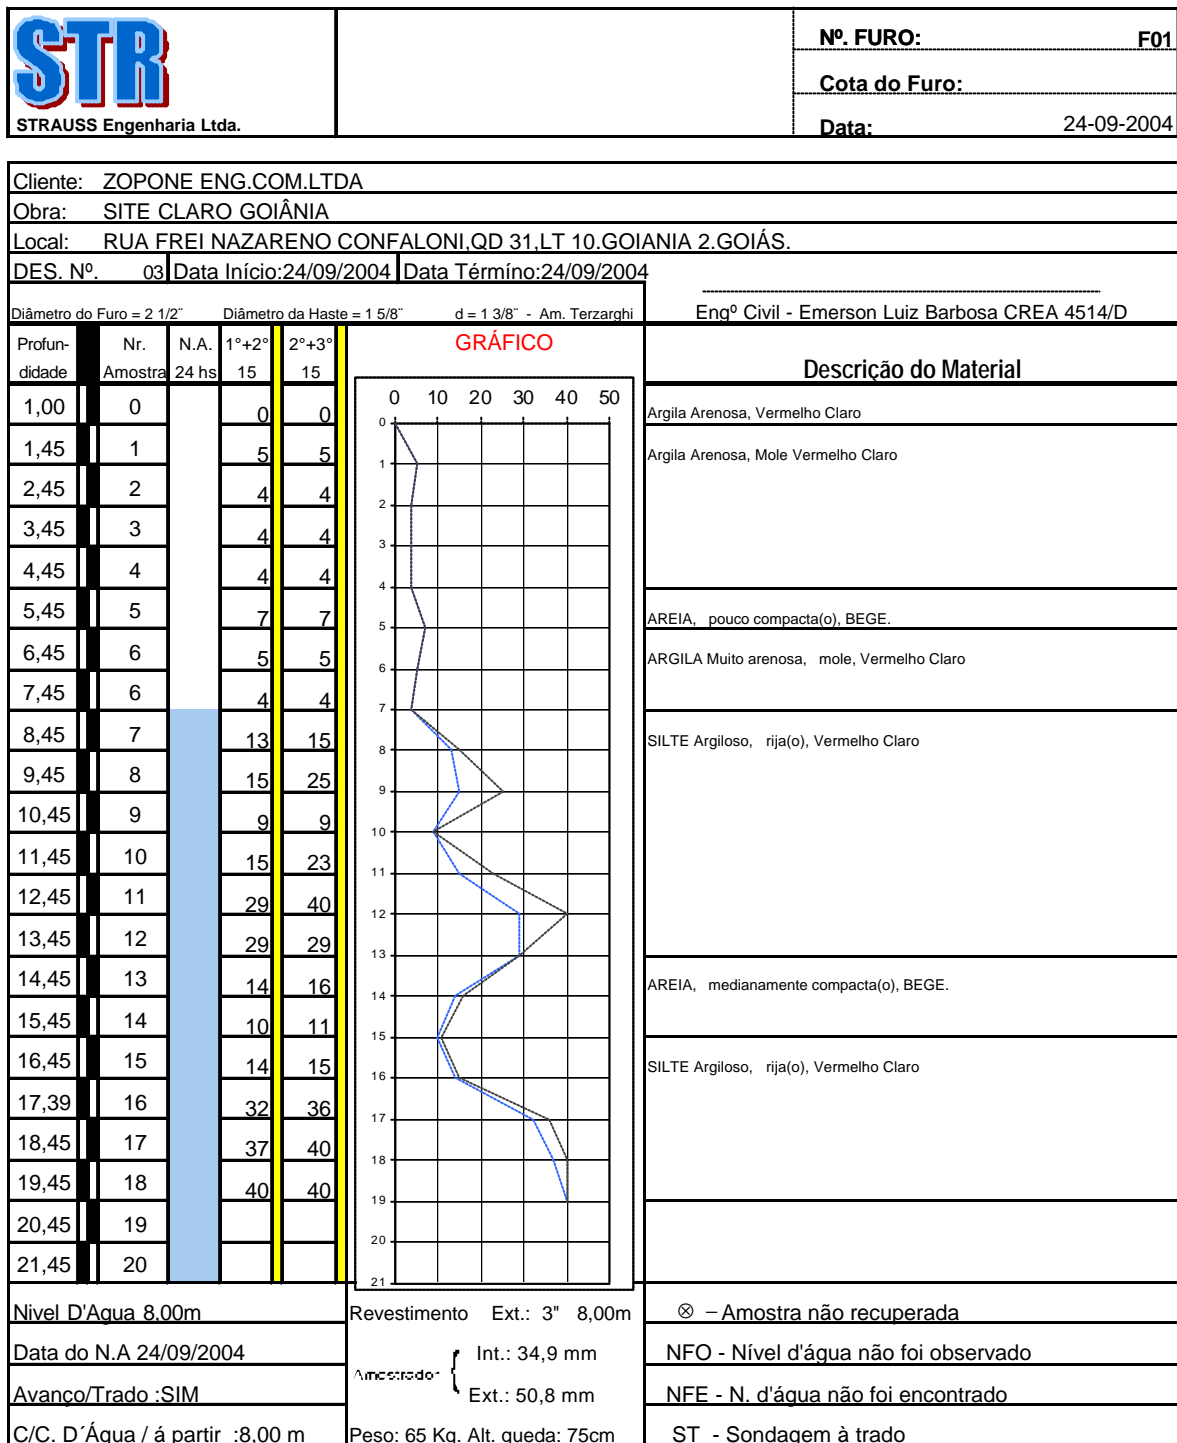 STR
STRAUSS Engenharia Ltda.
Nº. FURO: F01
Cota do Furo:
Data: 24-09-2004
Cliente: ZOPONE ENG.COM.LTDA
Obra: SITE CLARO GOIÂNIA
Local: RUA FREI NAZARENO CONFALONI,QD 31,LT 10.GOIANIA 2.GOIÁS.
DES. Nº. 03 Data Início:24/09/2004 Data Término:24/09/2004
Diâmetro do Furo = 2 1/2¨ Diâmetro da Haste = 1 5/8¨ d = 1 3/8¨ - Am. Terzarghi
Engº Civil - Emerson Luiz Barbosa CREA 4514/D
Profun- Nr. N.A. 1°+2° 2°+3° GRÁFICO
didade Amostra 24 hs 15 15 Descrição do Material
0 10 20 30 40 50
1,00 0 0 0 0 Argila Arenosa, Vermelho Claro
1,45 1 5 5 1 Argila Arenosa, Mole Vermelho Claro
2,45 2 4 4 2
3,45 3 4 4 3
4,45 4 4 4 4
5,45 5 7 7 5 AREIA, pouco compacta(o), BEGE.
6,45 6 5 5 6 ARGILA Muito arenosa, mole, Vermelho Claro
7,45 6 4 4 7
8,45 7 13 15 8 SILTE Argiloso, rija(o), Vermelho Claro
9,45 8 15 25 9
10,45 9 9 9 10
11,45 10 15 23 11
12,45 11 29 40 12
13,45 12 29 29 13
14,45 13 14 16 14 AREIA, medianamente compacta(o), BEGE.
15,45 14 10 11 15
16,45 15 14 15 16 SILTE Argiloso, rija(o), Vermelho Claro
17,39 16 32 36 17
18,45 17 37 40 18
19,45 18 40 40 19
20,45 19 20
21,45 20 21
Nivel D'Agua 8,00m Revestimento Ext.: 3" 8,00m ⊗ – Amostra não recuperada
Data do N.A 24/09/2004 Amostrador { Int.: 34,9 mm NFO - Nível d'água não foi observado
Avanço/Trado :SIM Ext.: 50,8 mm NFE - N. d'água não foi encontrado
C/C. D´Água / á partir :8,00 m Peso: 65 Kg. Alt. queda: 75cm ST - Sondagem à trado